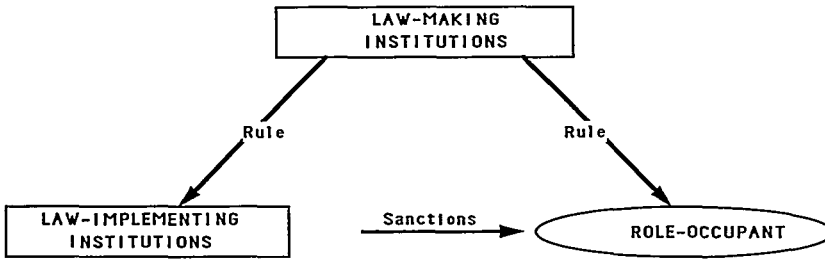 LAW-MAKING
INSTITUTIONS
Rule
Rule
LAW-IMPLEMENTING
INSTITUTIONS
Sanctions
ROLE-OCCUPANT